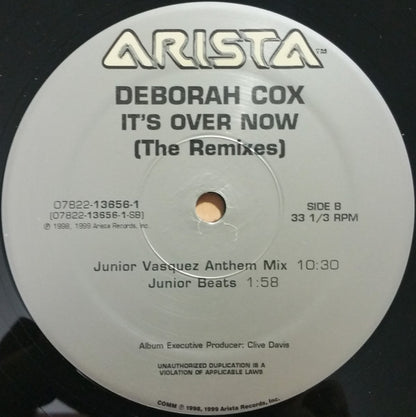 ARISTA™
DEBORAH COX
IT'S OVER NOW
(The Remixes)
07822-13656-1
(07822-13656-1-SB)
℗ 1998, 1999 Arista Records, Inc.
SIDE B
33 1/3 RPM
Junior Vasquez Anthem Mix 10:30
Junior Beats 1:58
Album Executive Producer: Clive Davis
UNAUTHORIZED DUPLICATION IS A
VIOLATION OF APPLICABLE LAWS
COMM ℗ 1998, 1999 Arista Records, Inc.